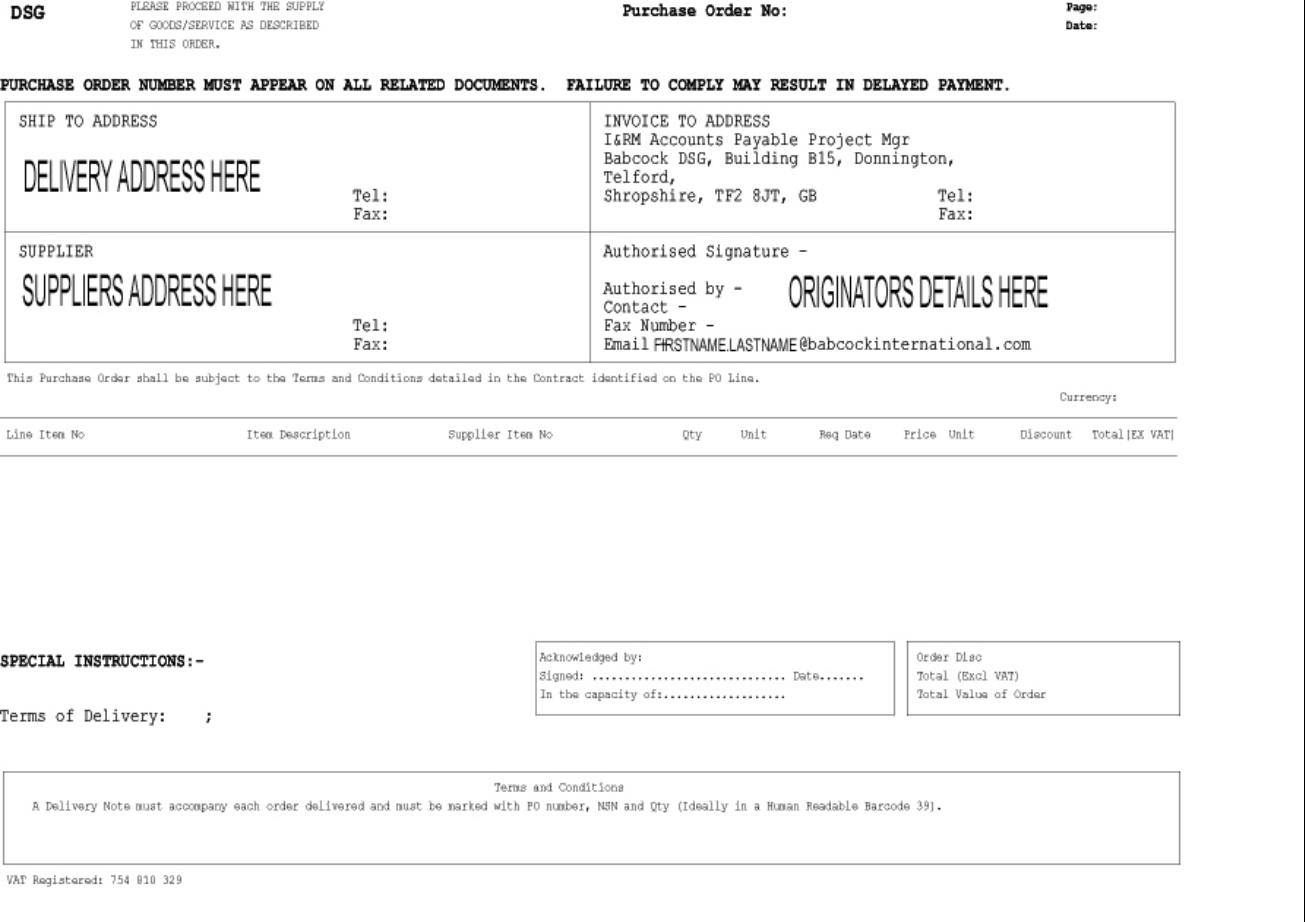 DSG
PLEASE PROCEED WITH THE SUPPLY
OF GOODS/SERVICE AS DESCRIBED
IN THIS ORDER.
Purchase Order No:
Page:
Date:
PURCHASE ORDER NUMBER MUST APPEAR ON ALL RELATED DOCUMENTS. FAILURE TO COMPLY MAY RESULT IN DELAYED PAYMENT.
SHIP TO ADDRESS
DELIVERY ADDRESS HERE
Tel:
Fax:
INVOICE TO ADDRESS
I&RM Accounts Payable Project Mgr
Babcock DSG, Building B15, Donnington,
Telford,
Shropshire, TF2 8JT, GB Tel:
Fax:
SUPPLIER
SUPPLIERS ADDRESS HERE
Tel:
Fax:
Authorised Signature -
Authorised by - ORIGINATORS DETAILS HERE
Contact -
Fax Number -
Email FIRSTNAME.LASTNAME@babcockinternational.com
This Purchase Order shall be subject to the Terms and Conditions detailed in the Contract identified on the PO Line.
Currency:
Line Item No Item Description Supplier Item No Qty Unit Req Date Price Unit Discount Total|EX VAT|
SPECIAL INSTRUCTIONS:-
Terms of Delivery: ;
Acknowledged by:
Signed: .............................. Date.......
In the capacity of:...................
Order Disc
Total (Excl VAT)
Total Value of Order
Terms and Conditions
A Delivery Note must accompany each order delivered and must be marked with PO number, NSN and Qty (Ideally in a Human Readable Barcode 39).
VAT Registered: 754 810 329